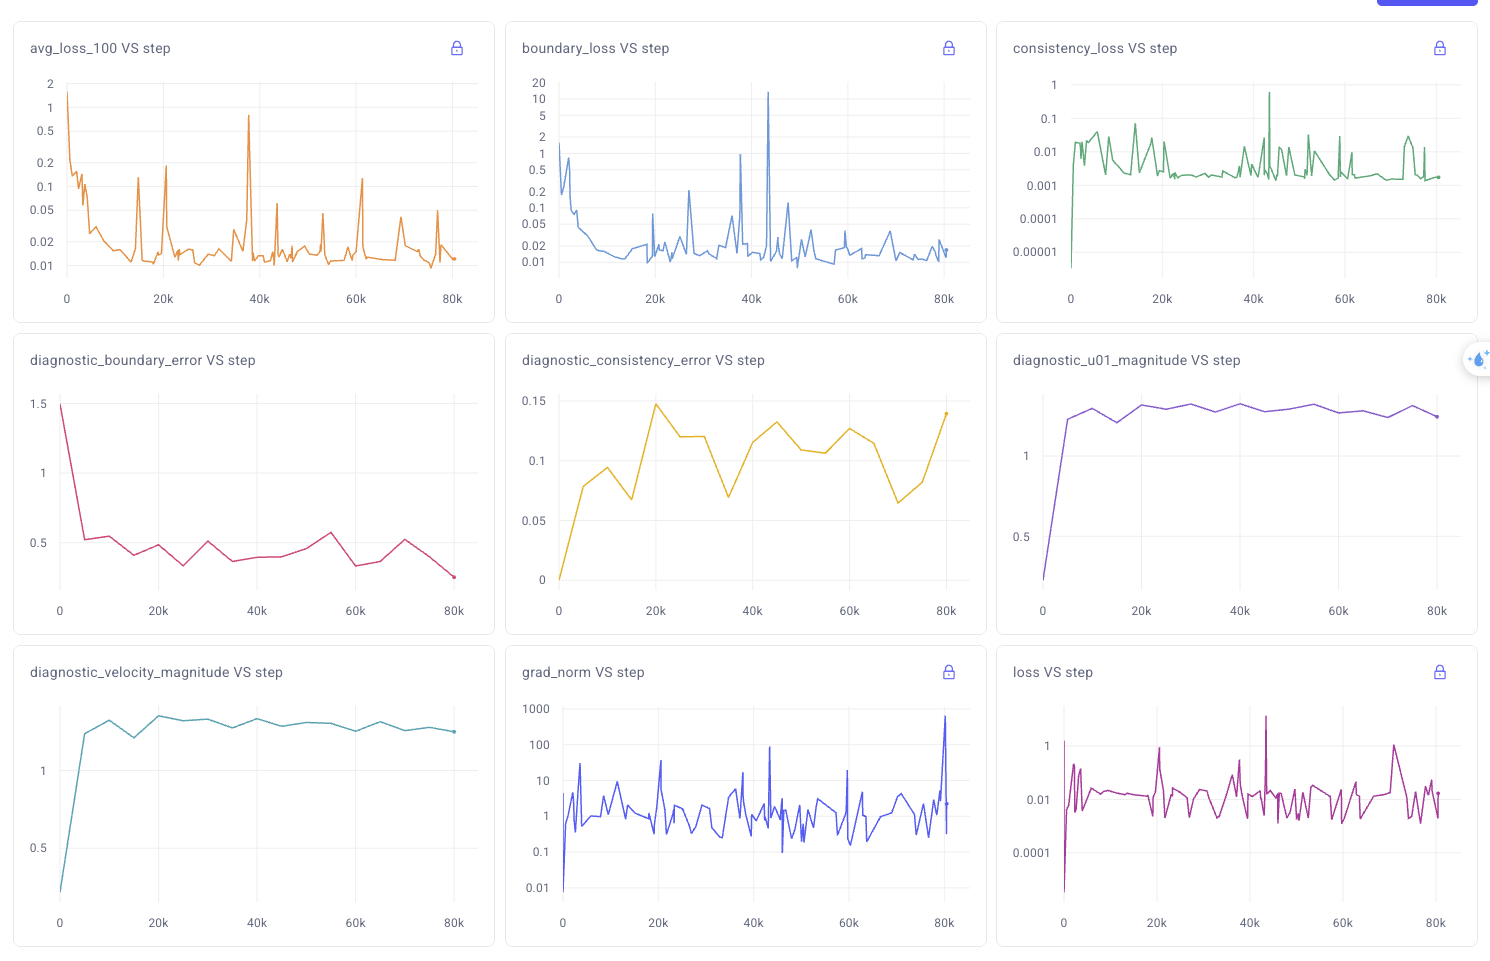 avg_loss_100 VS step
2
1
0.5
0.2
0.1
0.05
0.02
0.01
0 20k 40k 60k 80k
boundary_loss VS step
20
10
5
2
1
0.5
0.2
0.1
0.05
0.02
0.01
0 20k 40k 60k 80k
consistency_loss VS step
1
0.1
0.01
0.001
0.0001
0.00001
0 20k 40k 60k 80k
diagnostic_boundary_error VS step
1.5
1
0.5
0 20k 40k 60k 80k
diagnostic_consistency_error VS step
0.15
0.1
0.05
0
0 20k 40k 60k 80k
diagnostic_u01_magnitude VS step
1
0.5
0 20k 40k 60k 80k
diagnostic_velocity_magnitude VS step
1
0.5
0 20k 40k 60k 80k
grad_norm VS step
1000
100
10
1
0.1
0.01
0 20k 40k 60k 80k
loss VS step
1
0.01
0.0001
0 20k 40k 60k 80k